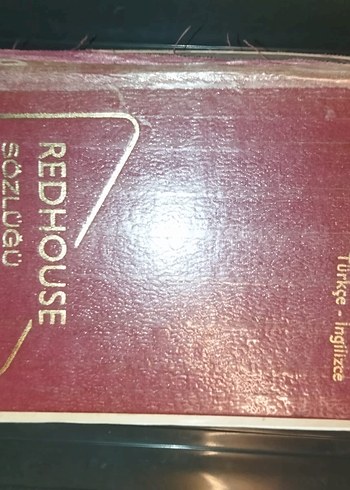 Türkçe - İngilizce
REDHOUSE
SÖZLÜĞÜ